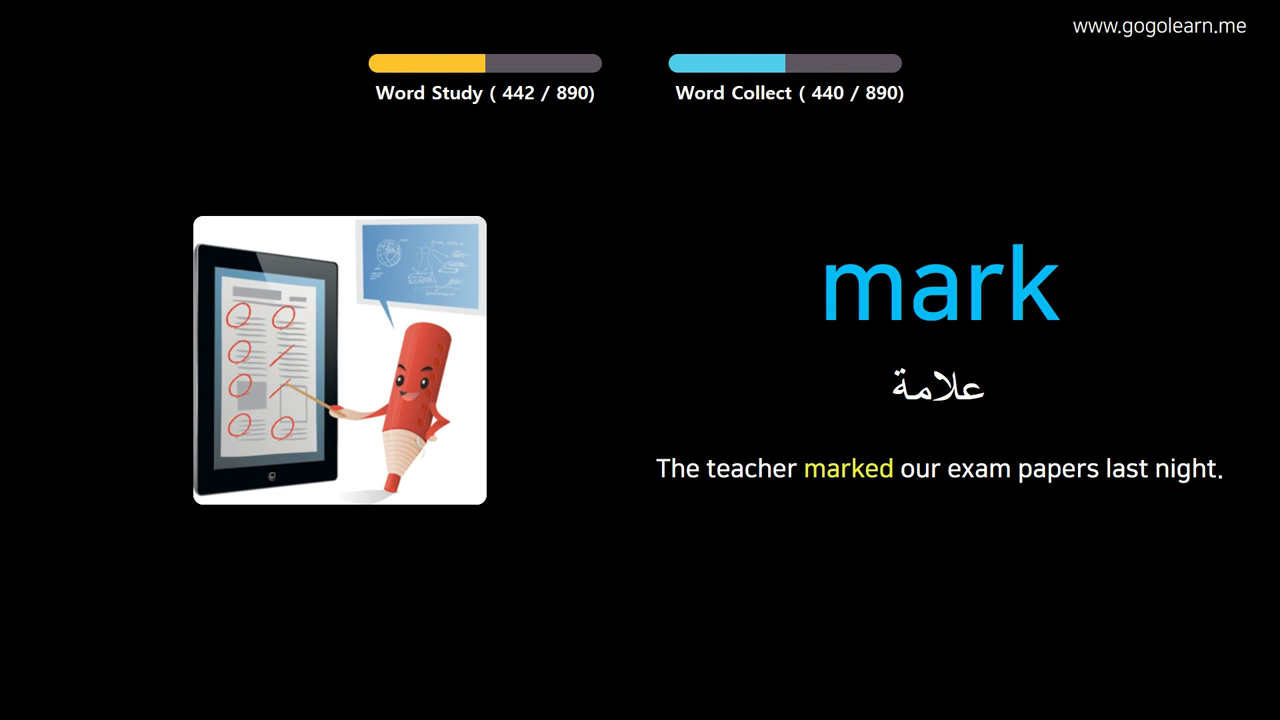 www.gogolearn.me
Word Study ( 442 / 890)
Word Collect ( 440 / 890)
mark
علامة
The teacher marked our exam papers last night.